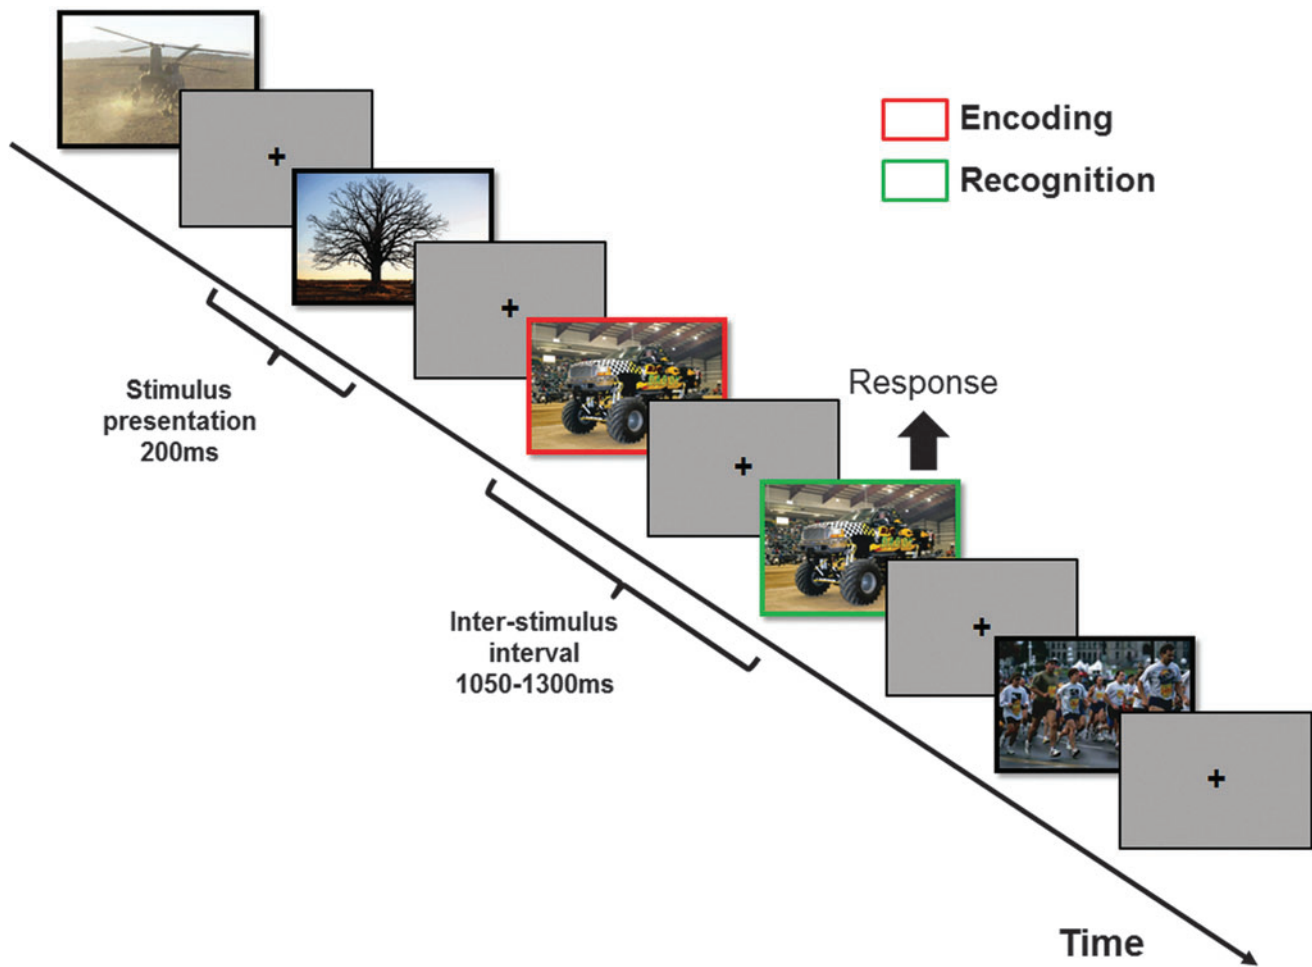 Encoding
Recognition
Response
Stimulus
presentation
200ms
Inter-stimulus
interval
1050-1300ms
Time